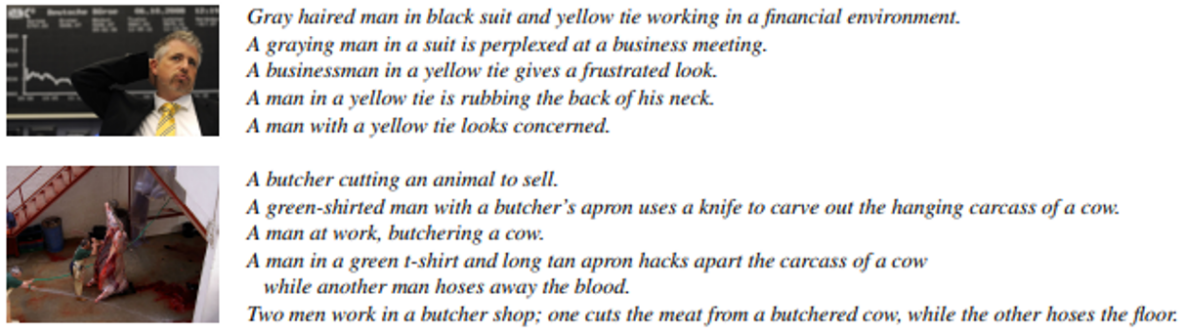 Deutsche Börse
Gray haired man in black suit and yellow tie working in a financial environment.
A graying man in a suit is perplexed at a business meeting.
A businessman in a yellow tie gives a frustrated look.
A man in a yellow tie is rubbing the back of his neck.
A man with a yellow tie looks concerned.
A butcher cutting an animal to sell.
A green-shirted man with a butcher's apron uses a knife to carve out the hanging carcass of a cow.
A man at work, butchering a cow.
A man in a green t-shirt and long tan apron hacks apart the carcass of a cow
while another man hoses away the blood.
Two men work in a butcher shop; one cuts the meat from a butchered cow, while the other hoses the floor.